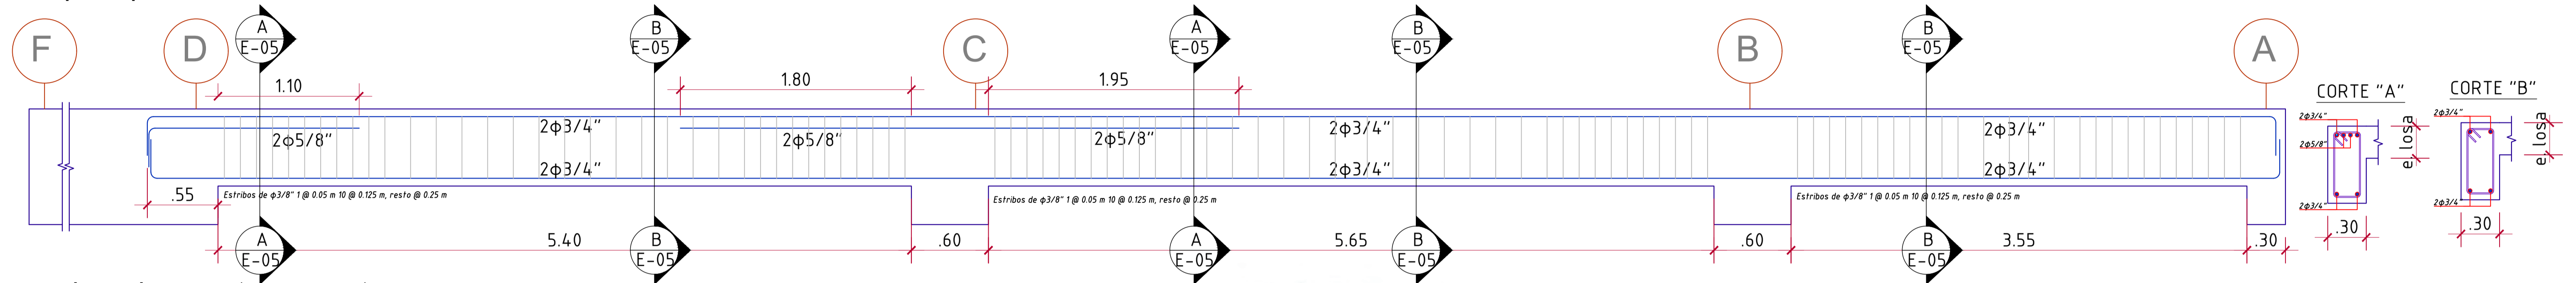 A
E-05
B
E-05
A
E-05
B
E-05
B
E-05
F
D
C
B
A
1.10
1.80
1.95
CORTE "A"
CORTE "B"
2ϕ3/4"
2ϕ3/4"
2ϕ3/4"
2ϕ3/4"
2ϕ3/4"
2ϕ5/8"
2ϕ5/8"
2ϕ5/8"
2ϕ5/8"
e.losa
e.losa
2ϕ3/4"
2ϕ3/4"
2ϕ3/4"
Estribos de ϕ3/8" 1 @ 0.05 m 10 @ 0.125 m, resto @ 0.25 m
Estribos de ϕ3/8" 1 @ 0.05 m 10 @ 0.125 m, resto @ 0.25 m
Estribos de ϕ3/8" 1 @ 0.05 m 10 @ 0.125 m, resto @ 0.25 m
2ϕ3/4"
2ϕ3/4"
.55
.30
.30
A
E-05
5.40
B
E-05
.60
A
E-05
5.65
B
E-05
.60
B
E-05
3.55
.30